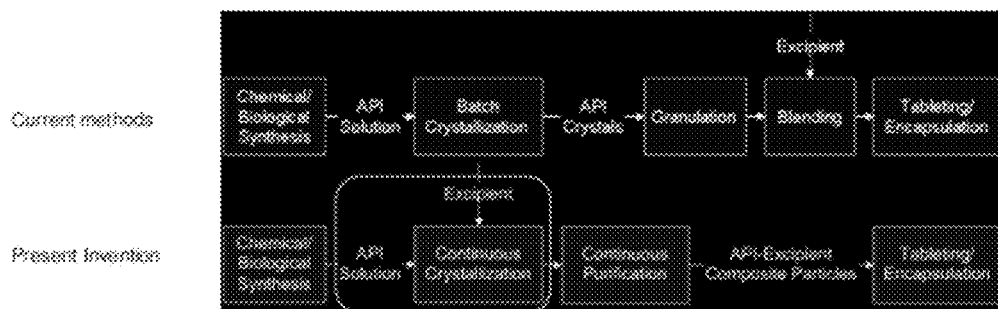 Excipient
Current methods
Chemical/
Biological
Synthesis
API
Solution
Batch
Crystallization
API
Crystals
Granulation
Blending
Tableting/
Encapsulation
Excipient
Present Invention
Chemical/
Biological
Synthesis
API
Solution
Continuous
Crystallization
Continuous
Purification
API-Excipient
Composite Particles
Tableting/
Encapsulation